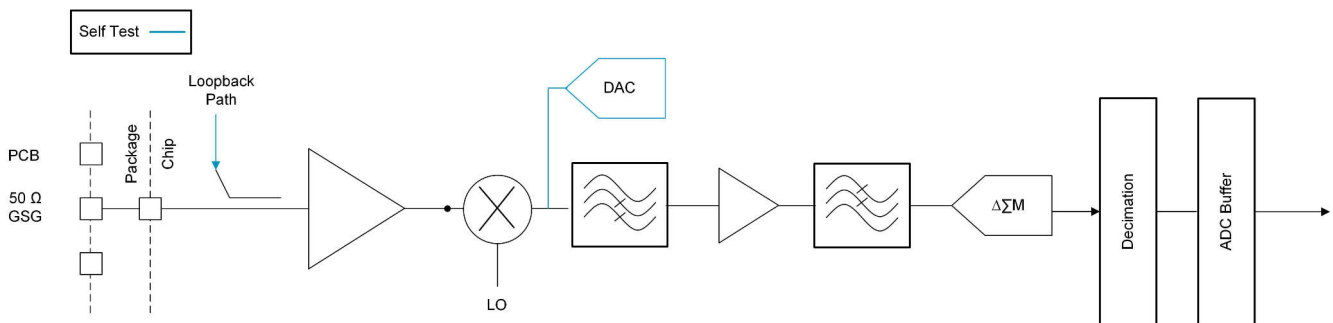 Self Test
Loopback
Path
DAC
PCB
Package
Chip
50 Ω
GSG
LO
ΔΣM
Decimation
ADC Buffer